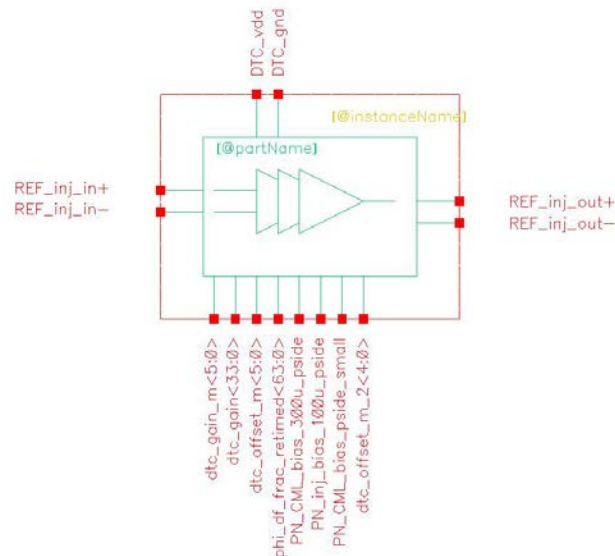 DTC_vdd
DTC_gnd
[@instanceName]
[@partName]
REF_inj_in+
REF_inj_in-
REF_inj_out+
REF_inj_out-
dtc_gain_m<5:0>
dtc_gain<33:0>
dtc_offset_m<5:0>
phi_df_frac_retimed<63:0>
PN_CML_bias_300u_pside
PN_inj_bias_100u_pside
PN_CML_bias_pside_small
dtc_offset_m_2<4:0>